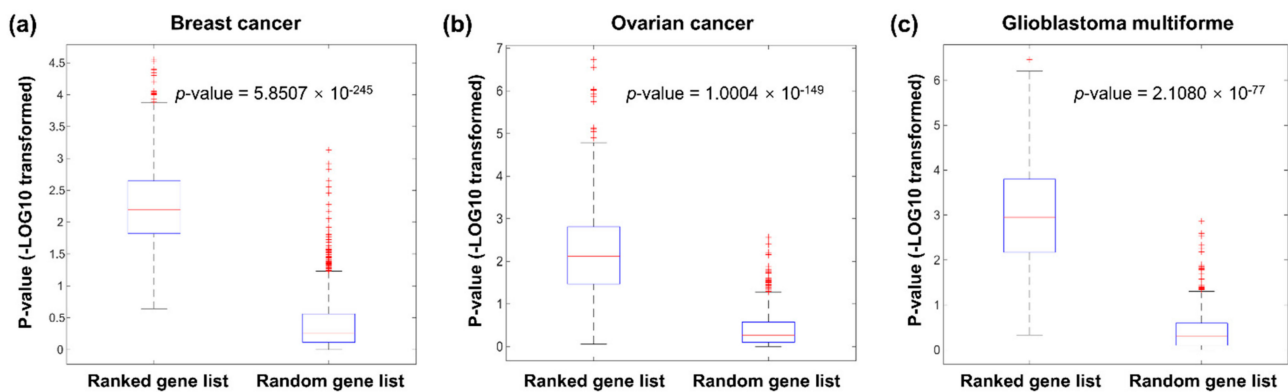 (a)
Breast cancer
P-value (-LOG10 transformed)
4.5
4
3.5
3
2.5
2
1.5
1
0.5
0
p-value = 5.8507 × 10-245
Ranked gene list
Random gene list
(b)
Ovarian cancer
P-value (-LOG10 transformed)
7
6
5
4
3
2
1
0
p-value = 1.0004 × 10-149
Ranked gene list
Random gene list
(c)
Glioblastoma multiforme
P-value (-LOG10 transformed)
6
5
4
3
2
1
0
p-value = 2.1080 × 10-77
Ranked gene list
Random gene list